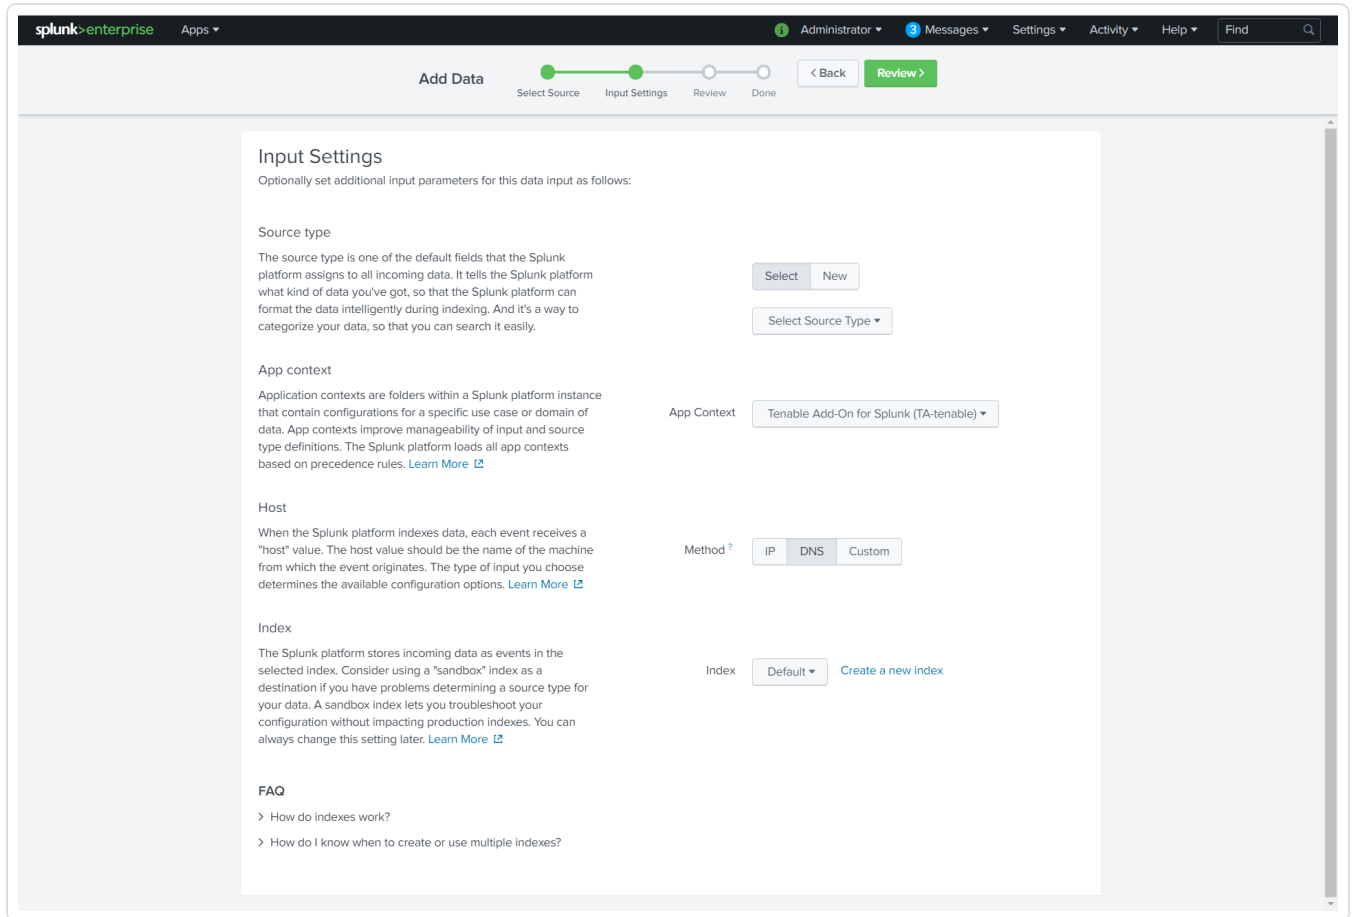 splunk>enterprise Apps i Administrator 3 Messages Settings Activity Help Find
Add Data < Back Review >
Select Source Input Settings Review Done
Input Settings
Optionally set additional input parameters for this data input as follows:
Source type
The source type is one of the default fields that the Splunk
platform assigns to all incoming data. It tells the Splunk platform
what kind of data you've got, so that the Splunk platform can
format the data intelligently during indexing. And it's a way to
categorize your data, so that you can search it easily.
Select New
Select Source Type
App context
Application contexts are folders within a Splunk platform instance
that contain configurations for a specific use case or domain of
data. App contexts improve manageability of input and source
type definitions. The Splunk platform loads all app contexts
based on precedence rules. Learn More
App Context Tenable Add-On for Splunk (TA-tenable)
Host
When the Splunk platform indexes data, each event receives a
"host" value. The host value should be the name of the machine
from which the event originates. The type of input you choose
determines the available configuration options. Learn More
Method ? IP DNS Custom
Index
The Splunk platform stores incoming data as events in the
selected index. Consider using a "sandbox" index as a
destination if you have problems determining a source type for
your data. A sandbox index lets you troubleshoot your
configuration without impacting production indexes. You can
always change this setting later. Learn More
Index Default Create a new index
FAQ
> How do indexes work?
> How do I know when to create or use multiple indexes?